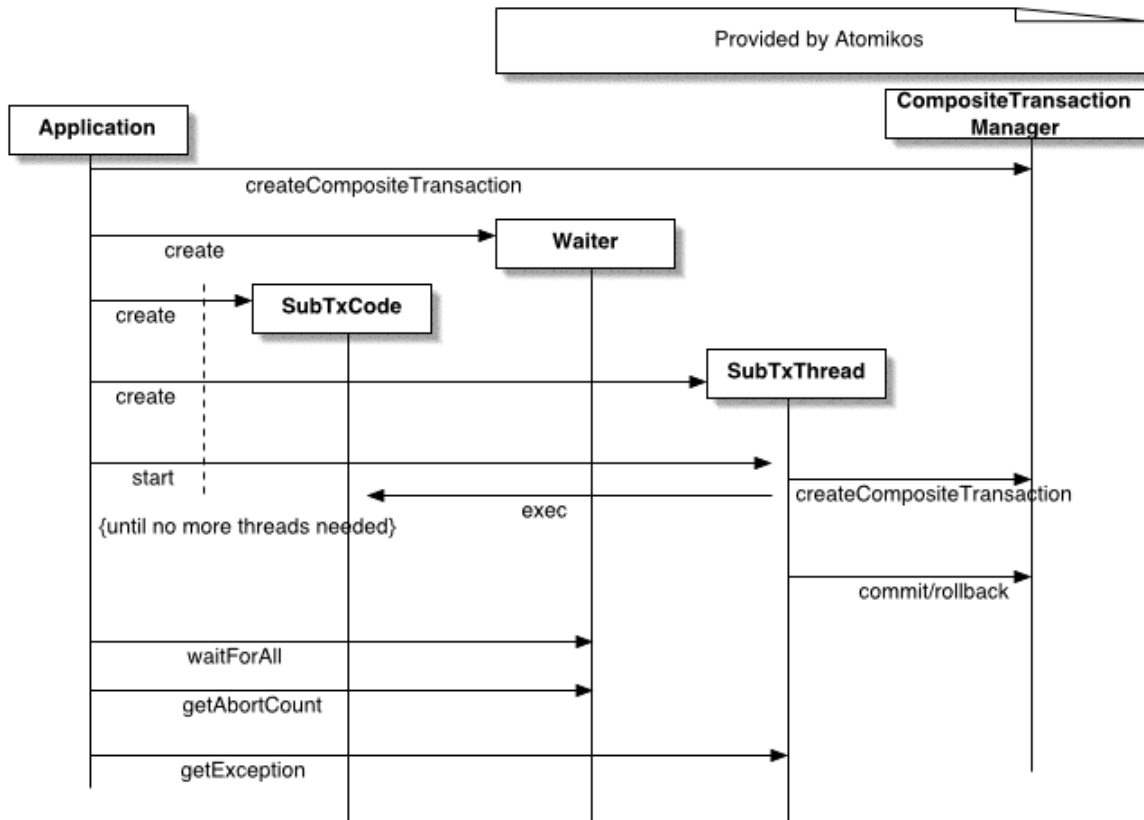 Provided by Atomikos
CompositeTransaction
Manager
Application
createCompositeTransaction
Waiter
create
SubTxCode
create
SubTxThread
create
start
createCompositeTransaction
exec
{until no more threads needed}
commit/rollback
waitForAll
getAbortCount
getException